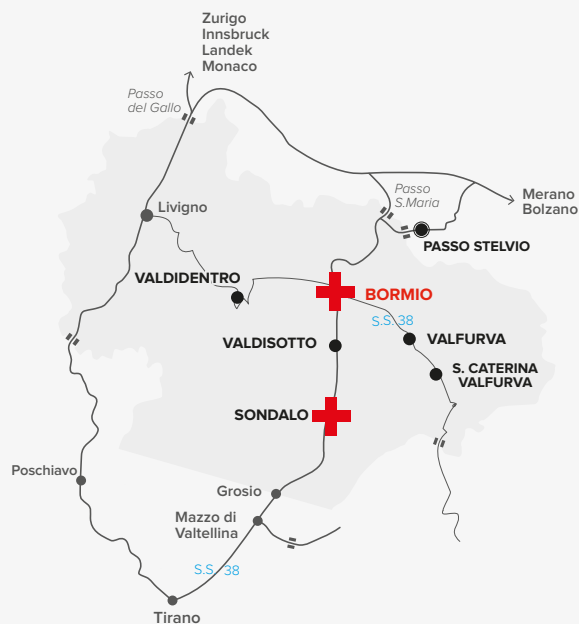 Zurigo
Innsbruck
Landek
Monaco
Passo
del Gallo
Passo
S.Maria
Merano
Bolzano
Livigno
PASSO STELVIO
VALDIDENTRO
BORMIO
S.S. 38
VALDISOTTO
VALFURVA
S. CATERINA
VALFURVA
SONDALO
Poschiavo
Grosio
Mazzo di
Valtellina
S.S. 38
Tirano